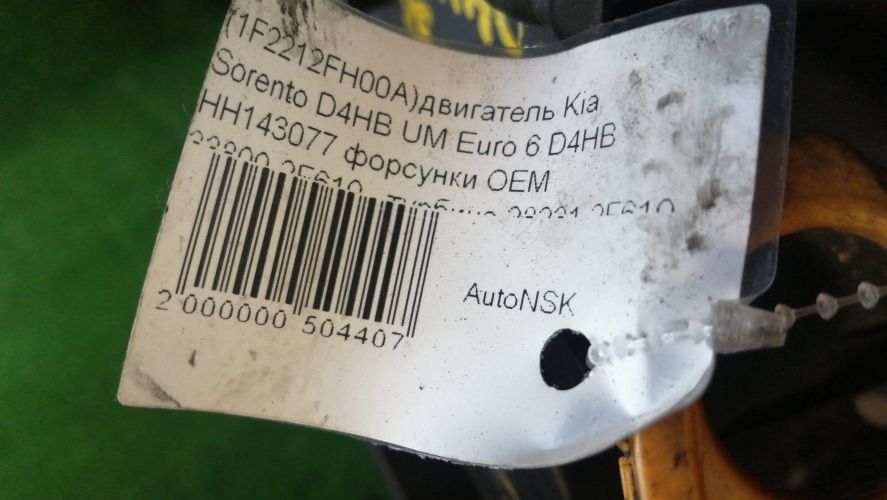 (1F2212FH00A)двигатель Kia
Sorento D4HB UM Euro 6 D4HB
HH143077 форсунки OEM
AutoNSK
2 000000 504407